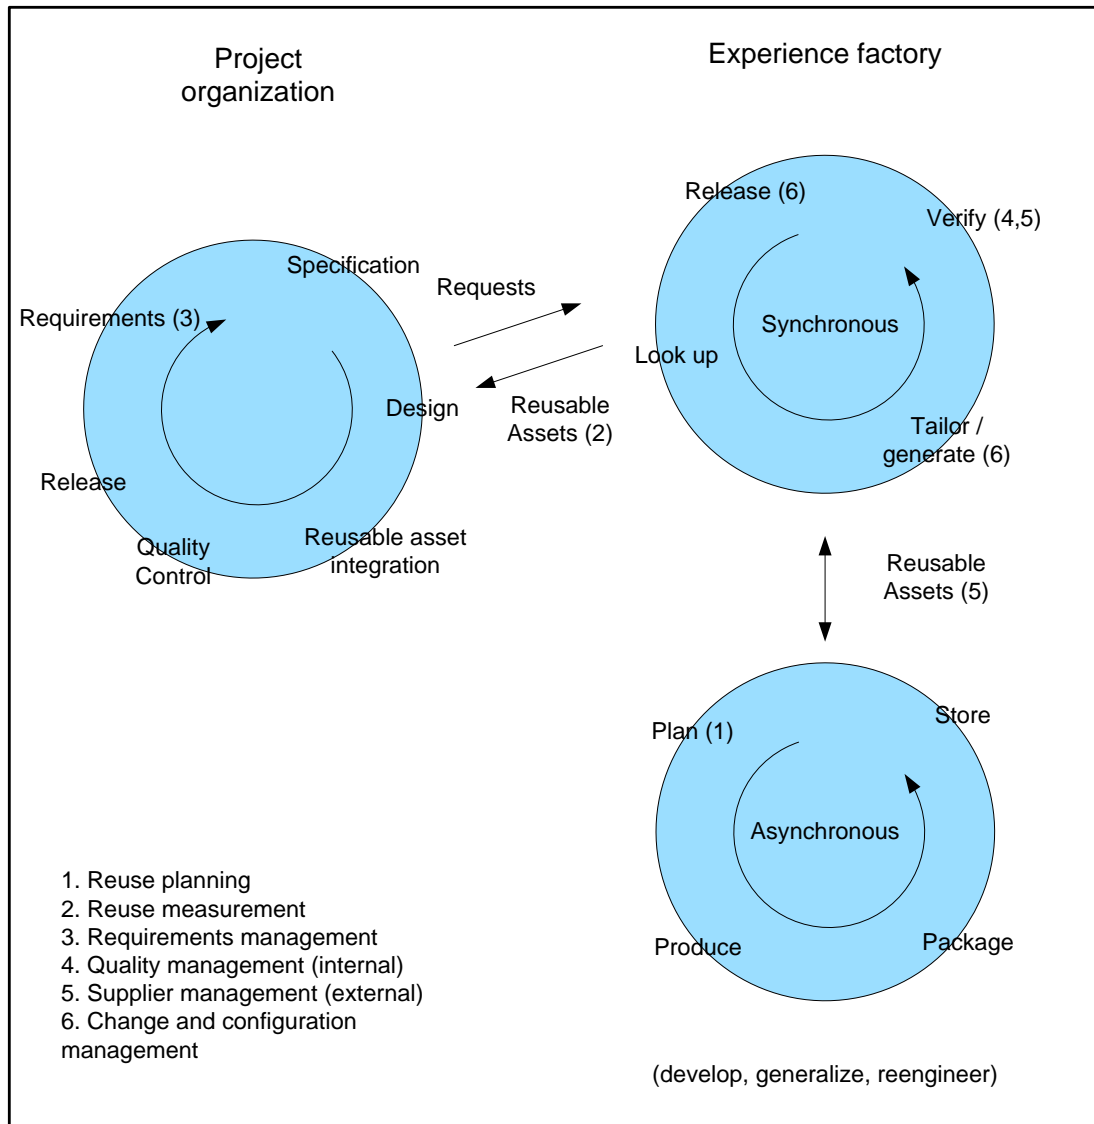 Project
organization
Experience factory
Release (6)
Verify (4,5)
Specification
Requests
Requirements (3)
Synchronous
Look up
Design
Reusable
Assets (2)
Tailor /
generate (6)
Release
Reusable asset
integration
Quality
Control
Reusable
Assets (5)
Store
Plan (1)
Asynchronous
Package
Produce
1. Reuse planning
2. Reuse measurement
3. Requirements management
4. Quality management (internal)
5. Supplier management (external)
6. Change and configuration
management
(develop, generalize, reengineer)